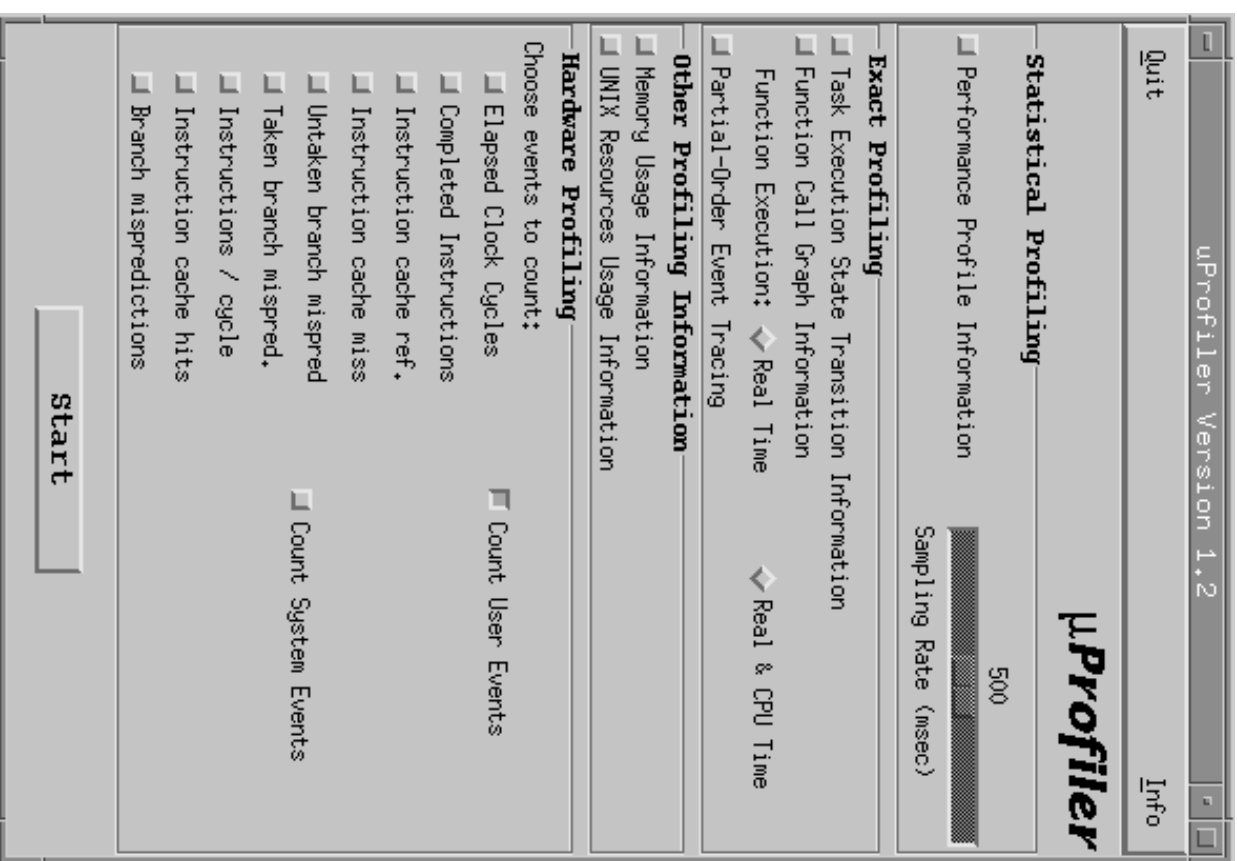 uProfiler Version 1.2
Quit Info
µProfiler
Statistical Profiling
Performance Profile Information
500
Sampling Rate (msec)
Exact Profiling
Task Execution State Transition Information
Function Call Graph Information
Function Execution: Real Time Real & CPU Time
Partial-Order Event Tracing
Other Profiling Information
Memory Usage Information
UNIX Resources Usage Information
Hardware Profiling
Choose events to count:
Elapsed Clock Cycles Count User Events
Completed Instructions
Instruction cache ref.
Instruction cache miss
Untaken branch mispred Count System Events
Taken branch mispred.
Instructions / cycle
Instruction cache hits
Branch mispredictions
Start